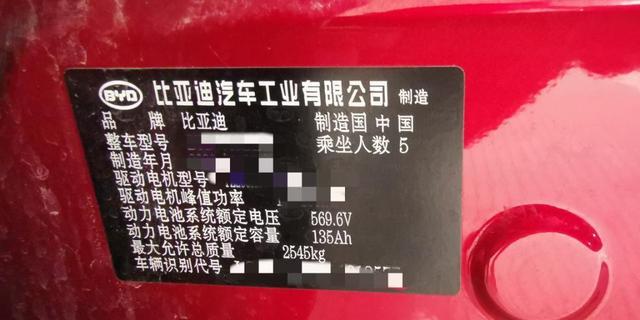 BYD 比亚迪汽车工业有限公司 制造
品 牌 比亚迪 制造国 中 国
整车型号 乘坐人数 5
制造年月
驱动电机型号
驱动电机峰值功率
动力电池系统额定电压 569.6V
动力电池系统额定容量 135Ah
最大允许总质量 2545kg
车辆识别代号